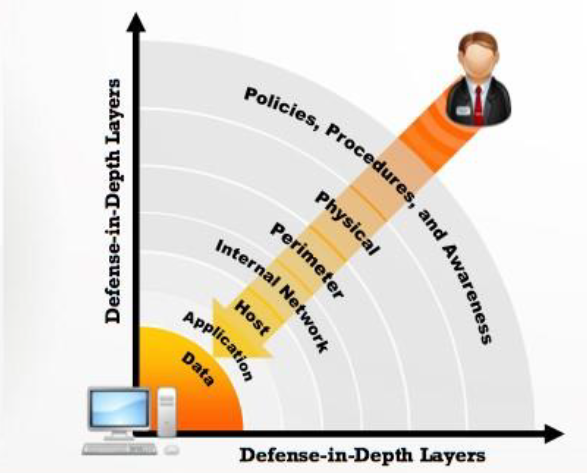 Defense-in-Depth Layers
Policies, Procedures, and Awareness
Physical
Perimeter
Internal Network
Host
Application
Data
Defense-in-Depth Layers